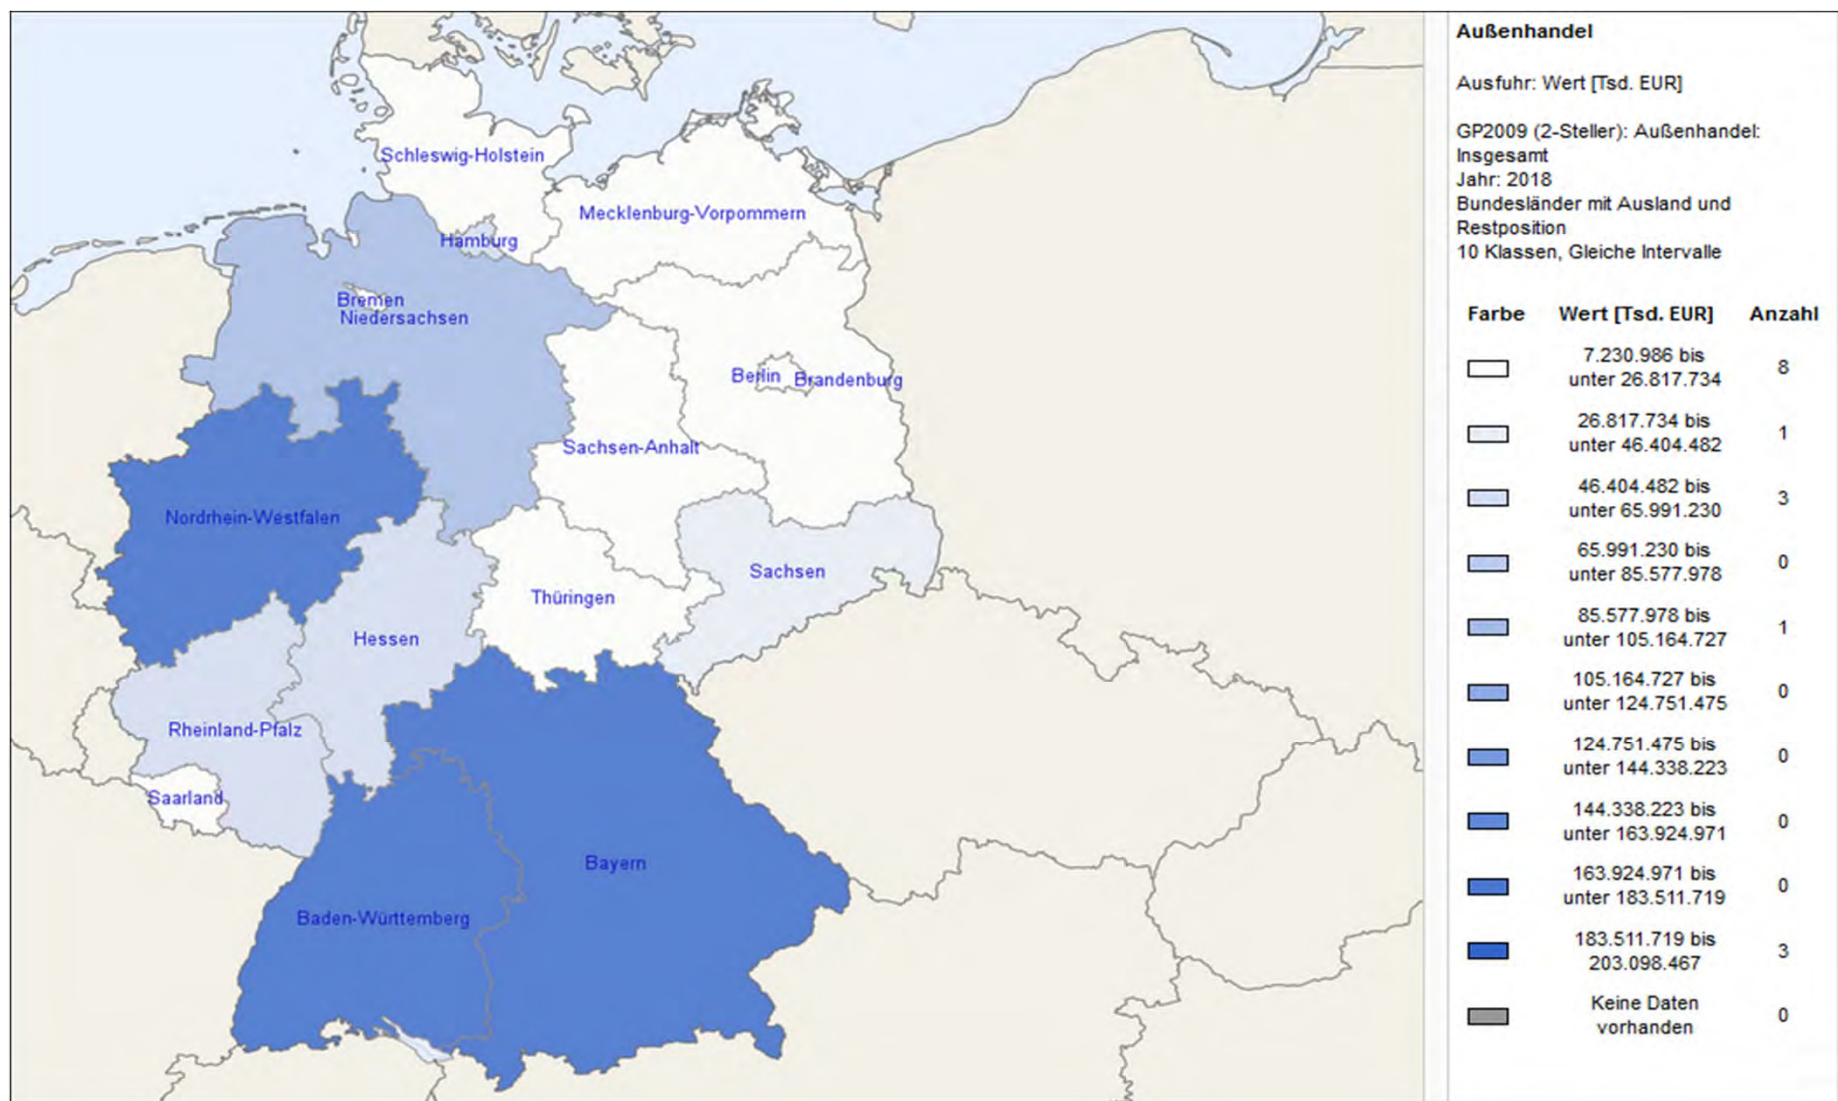 Schleswig-Holstein
Mecklenburg-Vorpommern
Hamburg
Bremen
Niedersachsen
Berlin
Brandenburg
Sachsen-Anhalt
Nordrhein-Westfalen
Sachsen
Thüringen
Hessen
Rheinland-Pfalz
Saarland
Bayern
Baden-Württemberg
Außenhandel
Ausfuhr: Wert [Tsd. EUR]
GP2009 (2-Steller): Außenhandel:
Insgesamt
Jahr: 2018
Bundesländer mit Ausland und
Restposition
10 Klassen, Gleiche Intervalle
Farbe Wert [Tsd. EUR] Anzahl
7.230.986 bis
unter 26.817.734 8
26.817.734 bis
unter 46.404.482 1
46.404.482 bis
unter 65.991.230 3
65.991.230 bis
unter 85.577.978 0
85.577.978 bis
unter 105.164.727 1
105.164.727 bis
unter 124.751.475 0
124.751.475 bis
unter 144.338.223 0
144.338.223 bis
unter 163.924.971 0
163.924.971 bis
unter 183.511.719 0
183.511.719 bis
203.098.467 3
Keine Daten
vorhanden 0